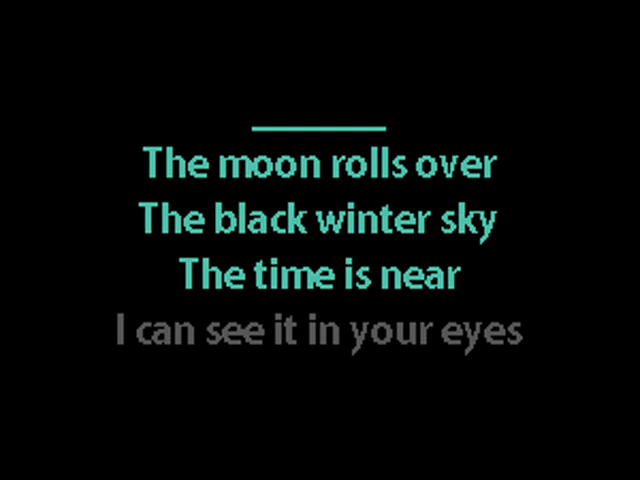 The moon rolls over
The black winter sky
The time is near
I can see it in your eyes